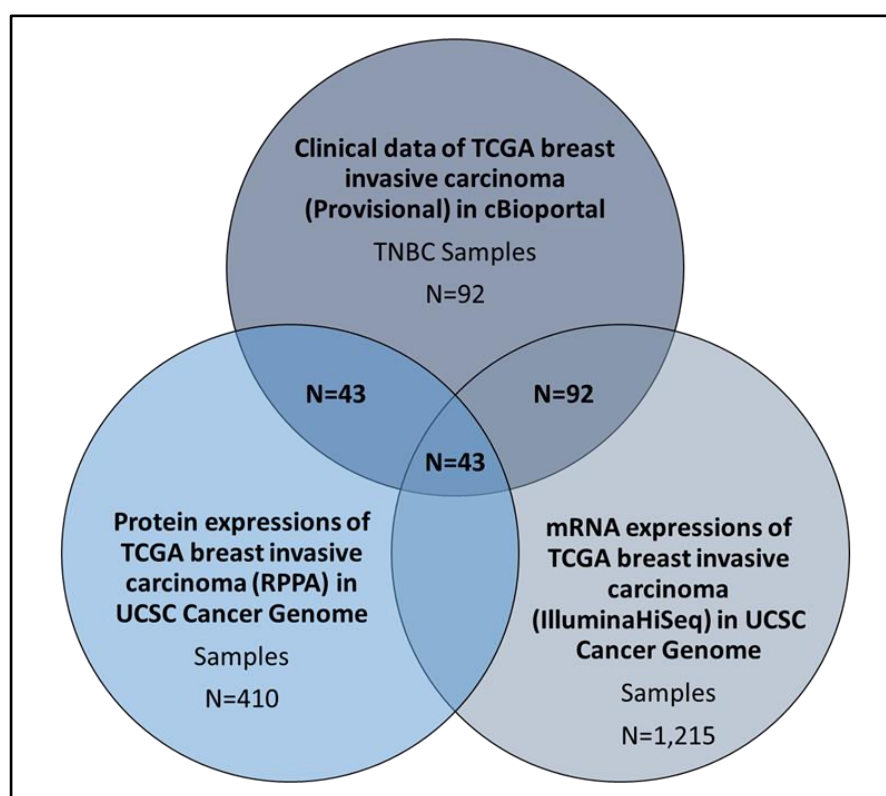 Clinical data of TCGA breast
invasive carcinoma
(Provisional) in cBioportal
TNBC Samples
N=92
N=43
N=92
N=43
Protein expressions of
TCGA breast invasive
carcinoma (RPPA) in
UCSC Cancer Genome
Samples
N=410
mRNA expressions of
TCGA breast invasive
carcinoma
(IlluminaHiSeq) in UCSC
Cancer Genome
Samples
N=1,215